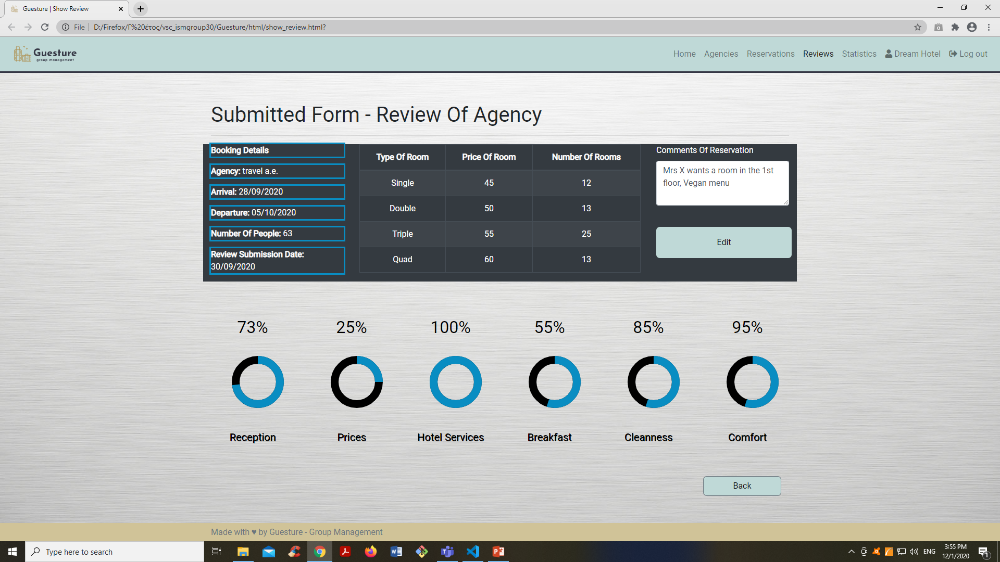 Guesture | Show Review
File
D:/Firefox/Γ%20έτος/vsc_ismgroup30/Guesture/html/show_review.html?
Guesture
group management
Home Agencies Reservations Reviews Statistics Dream Hotel Log out
Submitted Form - Review Of Agency
Booking Details
Agency: travel a.e.
Arrival: 28/09/2020
Departure: 05/10/2020
Number Of People: 63
Review Submission Date:
30/09/2020
Type Of Room Price Of Room Number Of Rooms
Single 45 12
Double 50 13
Triple 55 25
Quad 60 13
Comments Of Reservation
Mrs X wants a room in the 1st
floor, Vegan menu
Edit
73% 25% 100% 55% 85% 95%
Reception Prices Hotel Services Breakfast Cleanness Comfort
Back
Made with ♥ by Guesture - Group Management
Type here to search
ENG
3:55 PM
12/1/2020
1